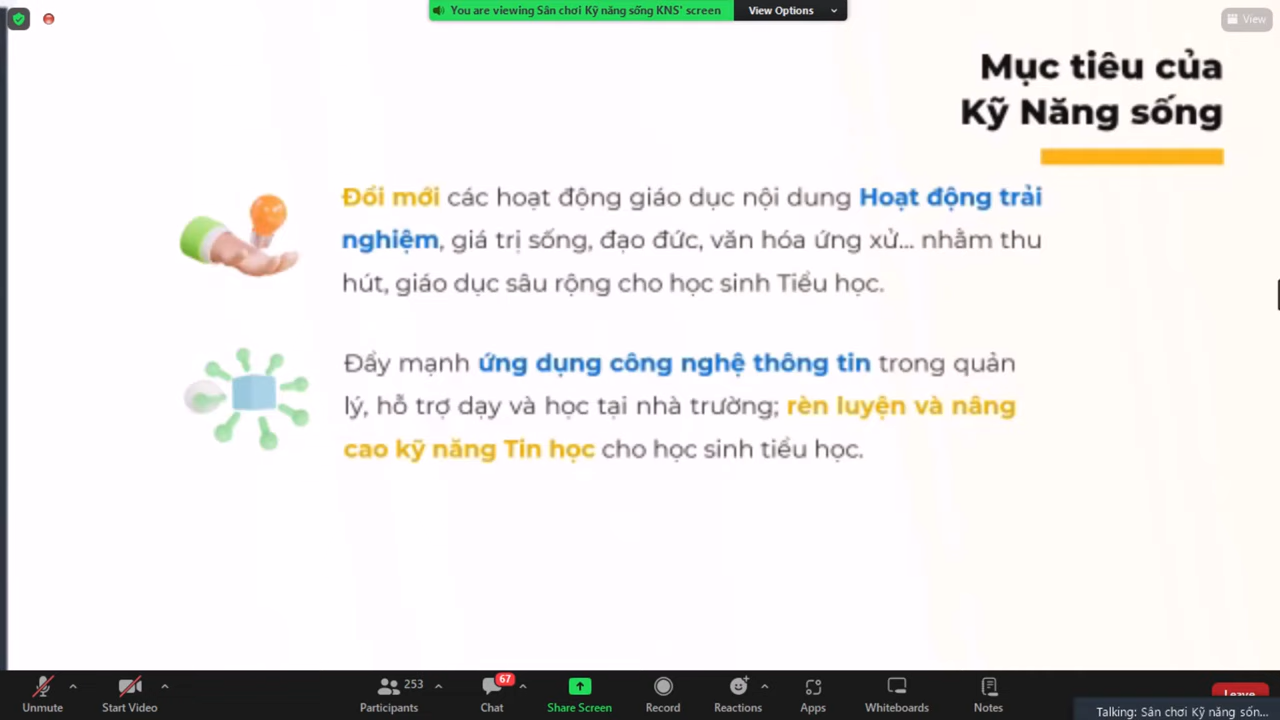 You are viewing Sân chơi Kỹ năng sống KNS' screen
View Options
View
Mục tiêu của
Kỹ Năng sống
Đổi mới các hoạt động giáo dục nội dung Hoạt động trải
nghiệm, giá trị sống, đạo đức, văn hóa ứng xử... nhằm thu
hút, giáo dục sâu rộng cho học sinh Tiểu học.
Đẩy mạnh ứng dụng công nghệ thông tin trong quản
lý, hỗ trợ dạy và học tại nhà trường; rèn luyện và nâng
cao kỹ năng Tin học cho học sinh tiểu học.
Unmute
Start Video
253
Participants
67
Chat
Share Screen
Record
Reactions
Apps
Whiteboards
Notes
Leave
Talking: Sân chơi Kỹ năng sốn...